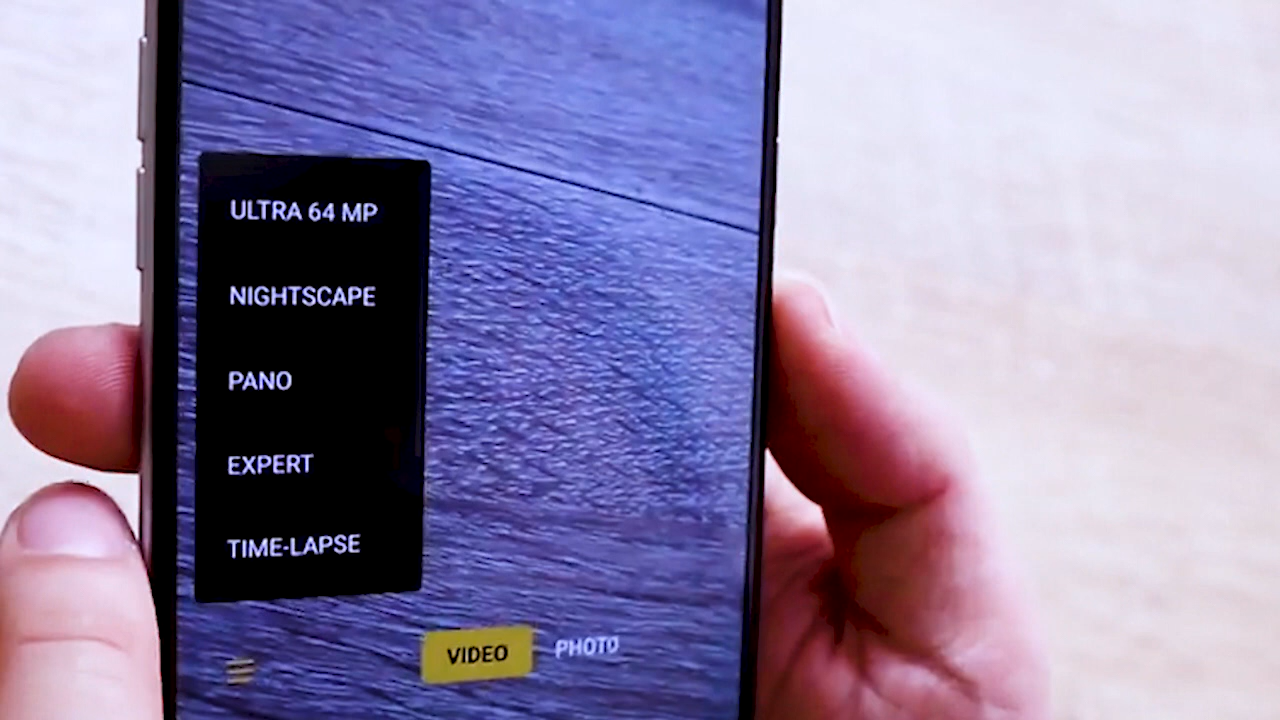 ULTRA 64 MP
NIGHTSCAPE
PANO
EXPERT
TIME-LAPSE
VIDEO PHOTO